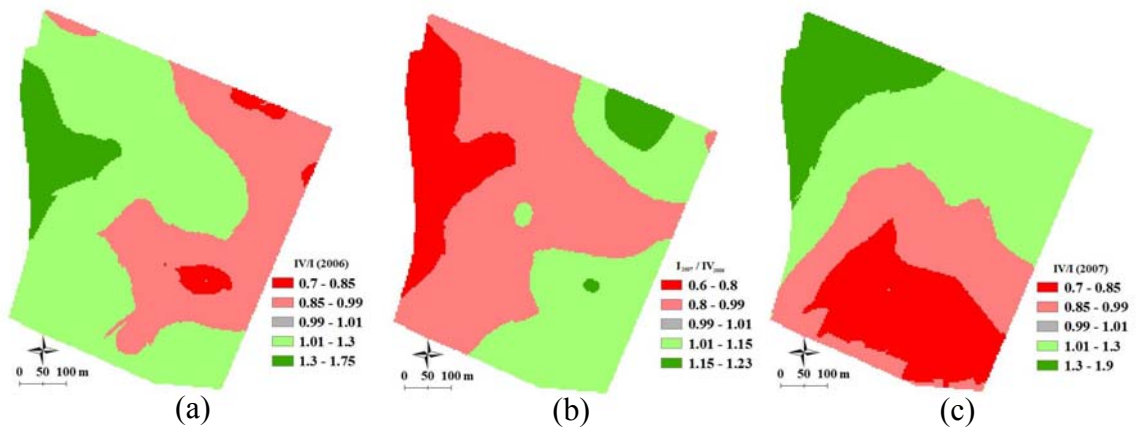 IV/I (2006)
0.7 - 0.85
0.85 - 0.99
0.99 - 1.01
1.01 - 1.3
1.3 - 1.75
0 50 100 m
(a)
I2007 / IV2006
0.6 - 0.8
0.8 - 0.99
0.99 - 1.01
1.01 - 1.15
1.15 - 1.23
0 50 100 m
(b)
IV/I (2007)
0.7 - 0.85
0.85 - 0.99
0.99 - 1.01
1.01 - 1.3
1.3 - 1.9
0 50 100 m
(c)